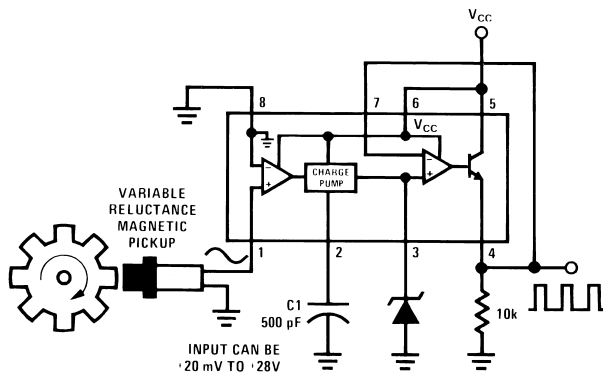 VCC
8
7
6
5
VCC
−
+
CHARGE
PUMP
−
+
VARIABLE
RELUCTANCE
MAGNETIC
PICKUP
1
2
3
4
C1
500 pF
10k
INPUT CAN BE
20 mV TO 28V